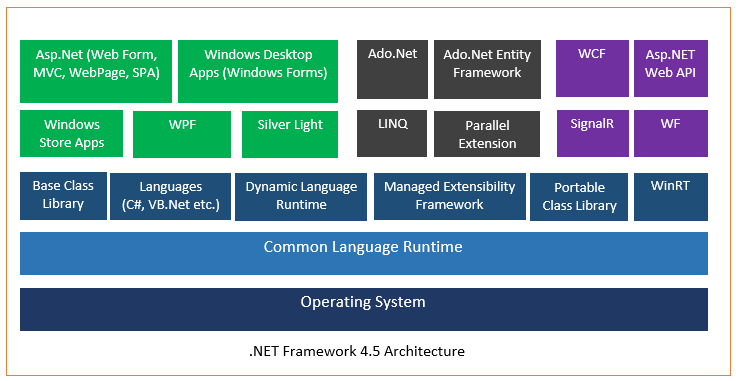 Asp.Net (Web Form,
MVC, WebPage, SPA)
Windows Desktop
Apps (Windows Forms)
Ado.Net
Ado.Net Entity
Framework
WCF
Asp.NET
Web API
Windows
Store Apps
WPF
Silver Light
LINQ
Parallel
Extension
SignalR
WF
Base Class
Library
Languages
(C#, VB.Net etc.)
Dynamic Language
Runtime
Managed Extensibility
Framework
Portable
Class Library
WinRT
Common Language Runtime
Operating System
.NET Framework 4.5 Architecture